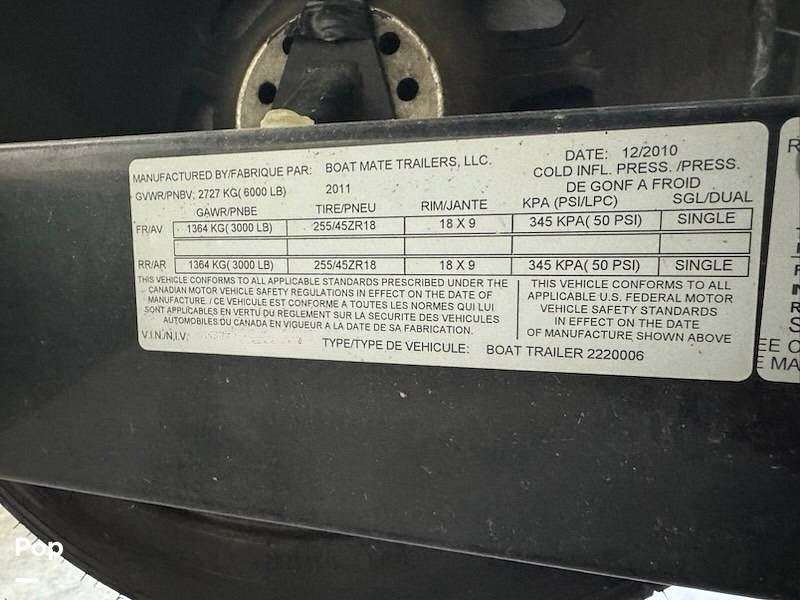 MANUFACTURED BY/FABRIQUE PAR: BOAT MATE TRAILERS, LLC. DATE: 12/2010
GVWR/PNBV: 2727 KG( 6000 LB) 2011 COLD INFL. PRESS. /PRESS.
DE GONF A FROID
GAWR/PNBE TIRE/PNEU RIM/JANTE KPA (PSI/LPC) SGL/DUAL
FR/AV 1364 KG( 3000 LB) 255/45ZR18 18 X 9 345 KPA( 50 PSI) SINGLE
RR/AR 1364 KG( 3000 LB) 255/45ZR18 18 X 9 345 KPA( 50 PSI) SINGLE
THIS VEHICLE CONFORMS TO ALL APPLICABLE STANDARDS PRESCRIBED UNDER THE
CANADIAN MOTOR VEHICLE SAFETY REGULATIONS IN EFFECT ON THE DATE OF
MANUFACTURE. / CE VEHICULE EST CONFORME A TOUTES LES NORMES QUI LUI
SONT APPLICABLES EN VERTU DU REGLEMENT SUR LA SECURITE DES VEHICULES
AUTOMOBILES DU CANADA EN VIGUEUR A LA DATE DE SA FABRICATION.
THIS VEHICLE CONFORMS TO ALL
APPLICABLE U.S. FEDERAL MOTOR
VEHICLE SAFETY STANDARDS
IN EFFECT ON THE DATE
OF MANUFACTURE SHOWN ABOVE
V.I.N./N.I.V: TYPE/TYPE DE VEHICULE: BOAT TRAILER 2220006
Pop